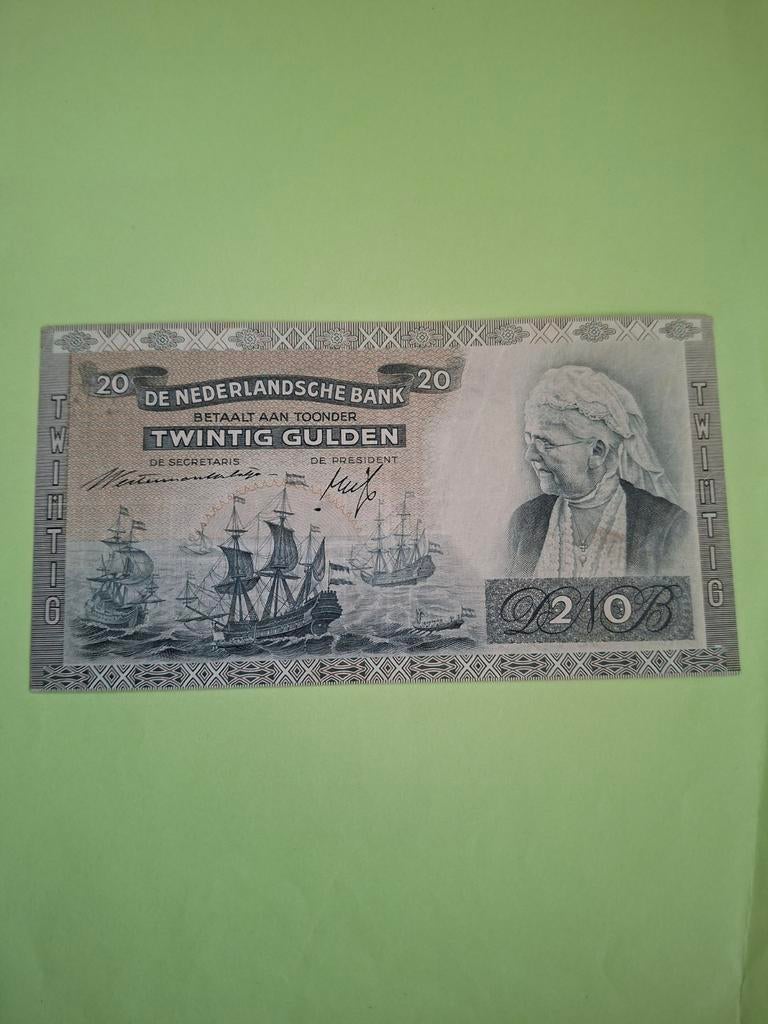 20 DE NEDERLANDSCHE BANK 20
BETAALT AAN TOONDER
TWINTIG GULDEN
DE SECRETARIS DE PRESIDENT
TWINTIG
TWINTIG
DNB
20